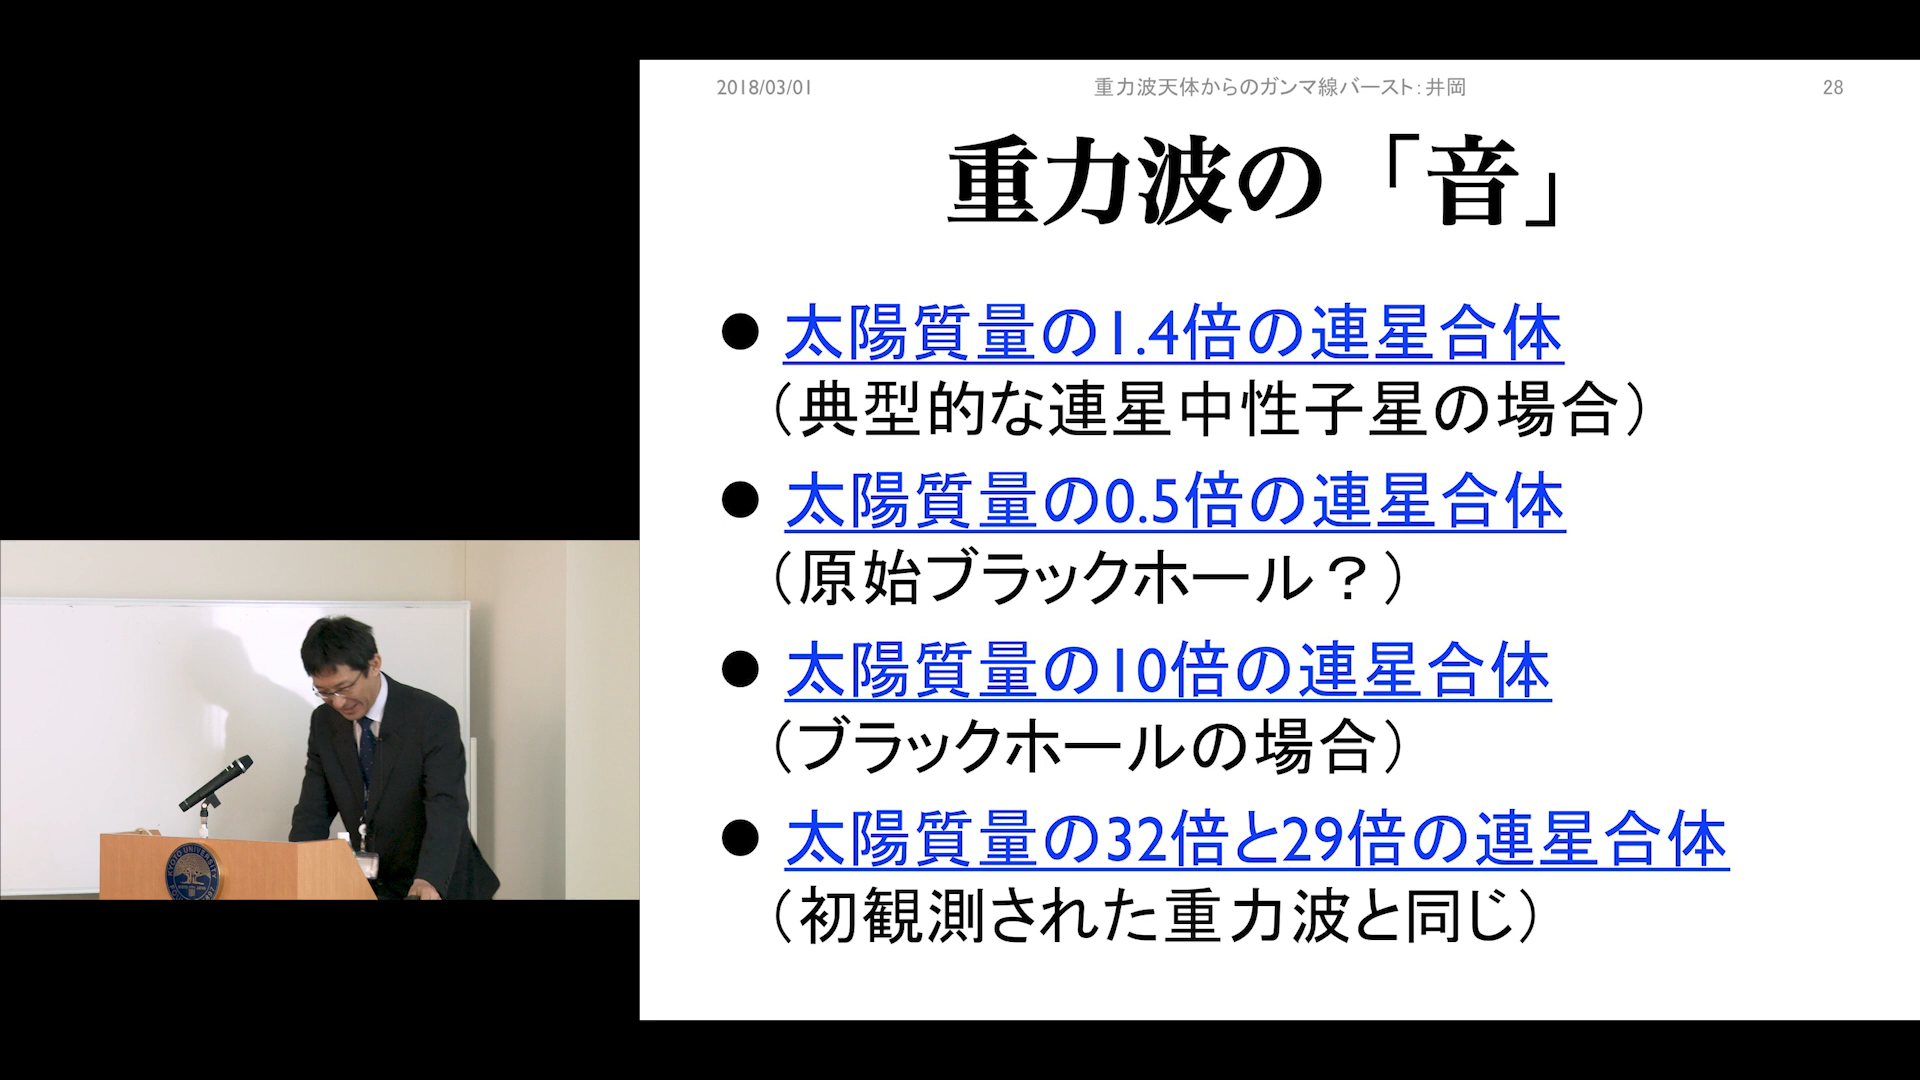 2018/03/01
重力波天体からのガンマ線バースト：井岡
28
重力波の「音」
● 太陽質量の1.4倍の連星合体
（典型的な連星中性子星の場合）
● 太陽質量の0.5倍の連星合体
（原始ブラックホール？）
● 太陽質量の10倍の連星合体
（ブラックホールの場合）
● 太陽質量の32倍と29倍の連星合体
（初観測された重力波と同じ）
KYOTO UNIVERSITY